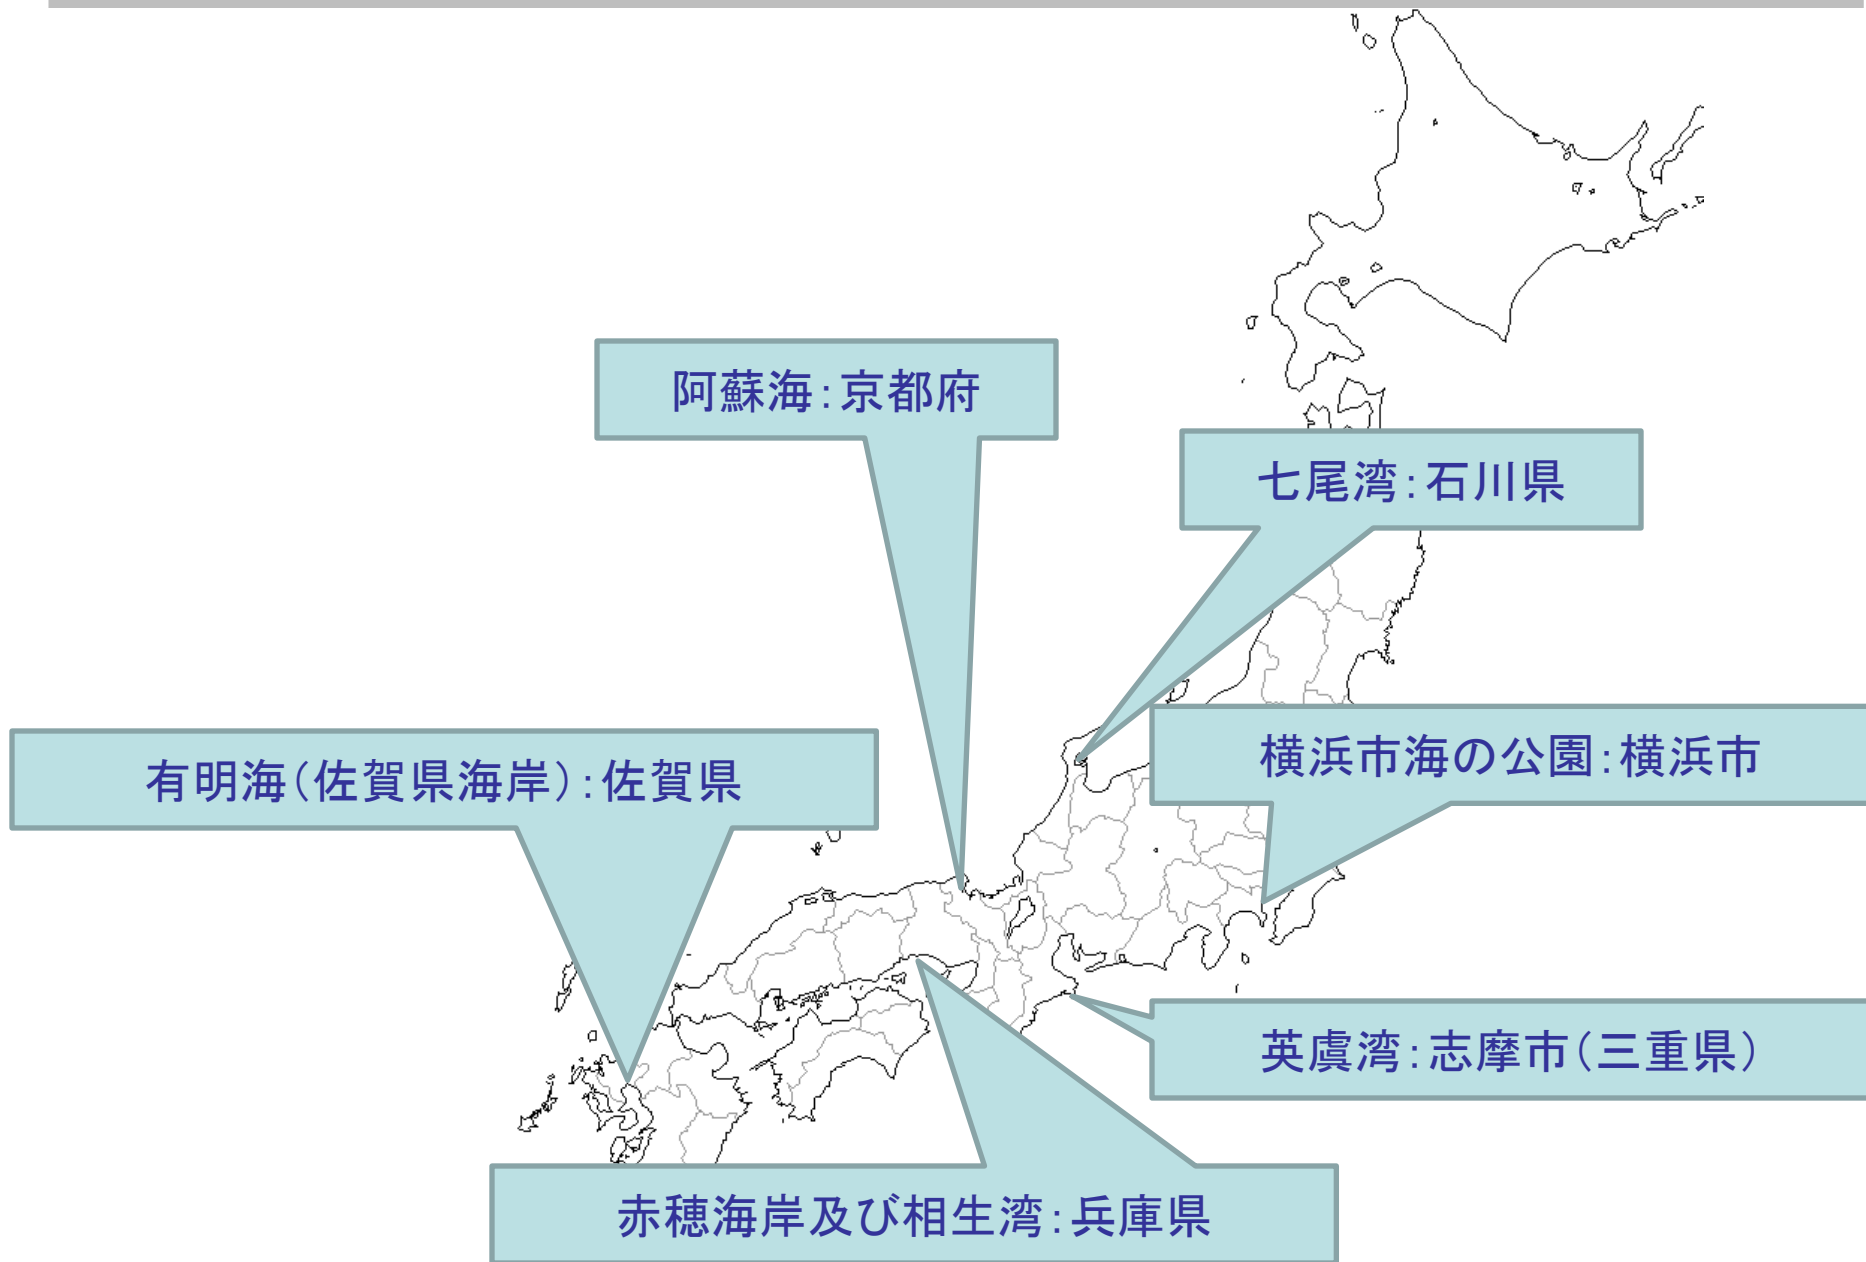 阿蘇海：京都府
七尾湾：石川県
横浜市海の公園：横浜市
有明海（佐賀県海岸）：佐賀県
英虞湾：志摩市（三重県）
赤穂海岸及び相生湾：兵庫県